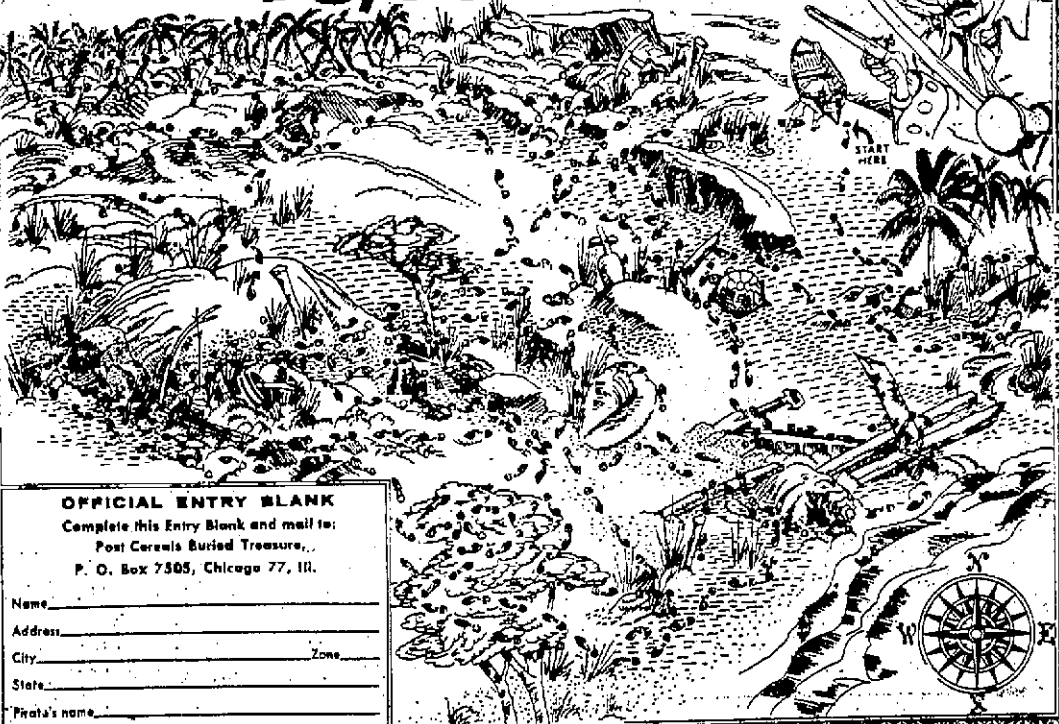 START
HERE
OFFICIAL ENTRY BLANK
Complete this Entry Blank and mail to:
Post Cereals Buried Treasure,
P. O. Box 7505, Chicago 77, Ill.
Name
Address
City Zone
State
Pirate's name
N
W E
S